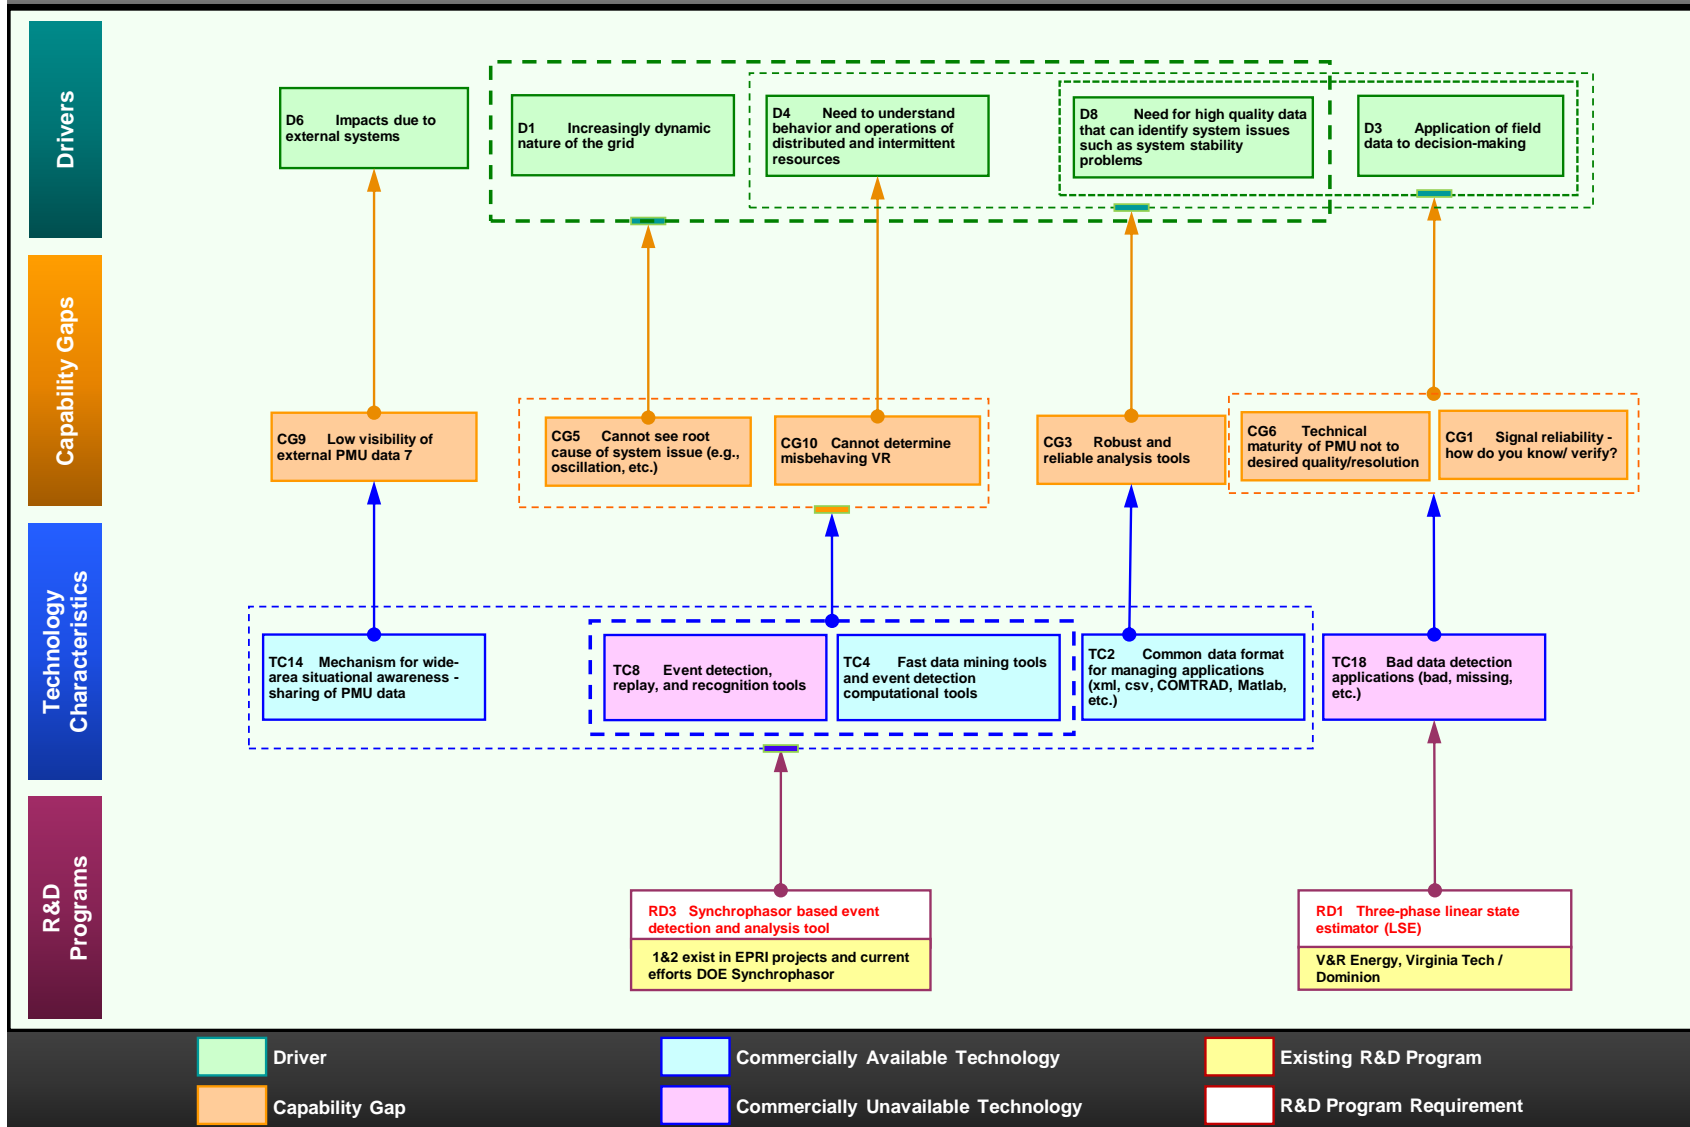 Drivers
D6 Impacts due to
external systems
D1 Increasingly dynamic
nature of the grid
D4 Need to understand
behavior and operations of
distributed and intermittent
resources
D8 Need for high quality data
that can identify system issues
such as system stability
problems
D3 Application of field
data to decision-making
Capability Gaps
CG9 Low visibility of
external PMU data 7
CG5 Cannot see root
cause of system issue (e.g.,
oscillation, etc.)
CG10 Cannot determine
misbehaving VR
CG3 Robust and
reliable analysis tools
CG6 Technical
maturity of PMU not to
desired quality/resolution
CG1 Signal reliability -
how do you know/ verify?
Technology
Characteristics
TC14 Mechanism for wide-
area situational awareness -
sharing of PMU data
TC8 Event detection,
replay, and recognition tools
TC4 Fast data mining tools
and event detection
computational tools
TC2 Common data format
for managing applications
(xml, csv, COMTRAD, Matlab,
etc.)
TC18 Bad data detection
applications (bad, missing,
etc.)
R&D
Programs
RD3 Synchrophasor based event
detection and analysis tool
1&2 exist in EPRI projects and current
efforts DOE Synchrophasor
RD1 Three-phase linear state
estimator (LSE)
V&R Energy, Virginia Tech /
Dominion
Driver
Commercially Available Technology
Existing R&D Program
Capability Gap
Commercially Unavailable Technology
R&D Program Requirement